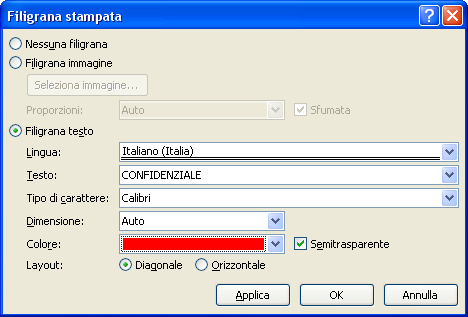 Filigrana stampata
Nessuna filigrana
Filigrana immagine
Seleziona immagine...
Proporzioni: Auto Sfumata
Filigrana testo
Lingua: Italiano (Italia)
Testo: CONFIDENZIALE
Tipo di carattere: Calibri
Dimensione: Auto
Colore: Semitrasparente
Layout: Diagonale Orizzontale
Applica OK Annulla